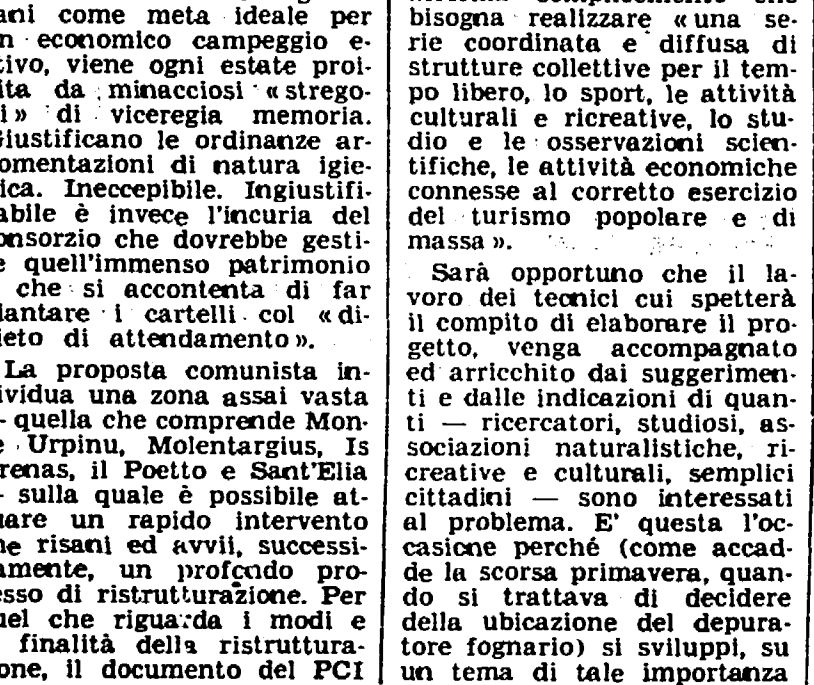 ani come meta ideale per
n economico campeggio e-
tivo, viene ogni estate proi-
ita da minacciosi «strego-
i» di viceregia memoria.
Giustificano le ordinanze ar-
omentazioni di natura igie-
ica. Ineccepibile. Ingiustifi-
abile è invece l'incuria del
onsorzio che dovrebbe gesti-
e quell'immenso patrimonio
che si accontenta di far
lantare i cartelli col «di-
ieto di attendamento».
La proposta comunista in-
ividua una zona assai vasta
- quella che comprende Mon-
e Urpinu, Molentargius, Is
renas, il Poetto e Sant'Elia
- sulla quale è possibile at-
uare un rapido intervento
he risani ed avvii, successi-
amente, un profondo pro-
esso di ristrutturazione. Per
uel che riguarda i modi e
finalità della ristruttura-
one, il documento del PCI
bisogna realizzare «una se-
rie coordinata e diffusa di
strutture collettive per il tem-
po libero, lo sport, le attività
culturali e ricreative, lo stu-
dio e le osservazioni scien-
tifiche, le attività economiche
connesse al corretto esercizio
del turismo popolare e di
massa».
Sarà opportuno che il la-
voro dei tecnici cui spetterà
il compito di elaborare il pro-
getto, venga accompagnato
ed arricchito dai suggerimen-
ti e dalle indicazioni di quan-
ti — ricercatori, studiosi, as-
sociazioni naturalistiche, ri-
creative e culturali, semplici
cittadini — sono interessati
al problema. E' questa l'oc-
casione perché (come accad-
de la scorsa primavera, quan-
do si trattava di decidere
della ubicazione del depura-
tore fognario) si sviluppi, su
un tema di tale importanza